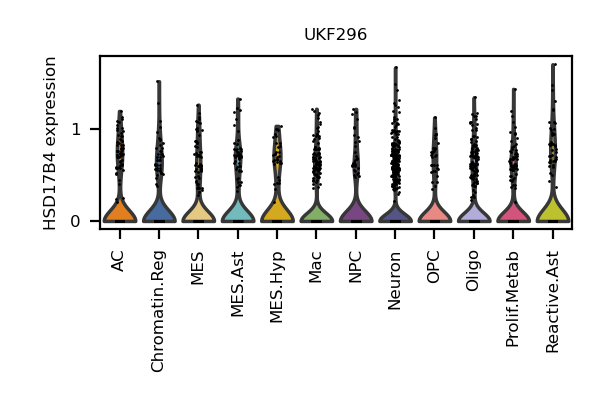 UKF296
HSD17B4 expression
1
0
AC
Chromatin.Reg
MES
MES.Ast
MES.Hyp
Mac
NPC
Neuron
OPC
Oligo
Prolif.Metab
Reactive.Ast